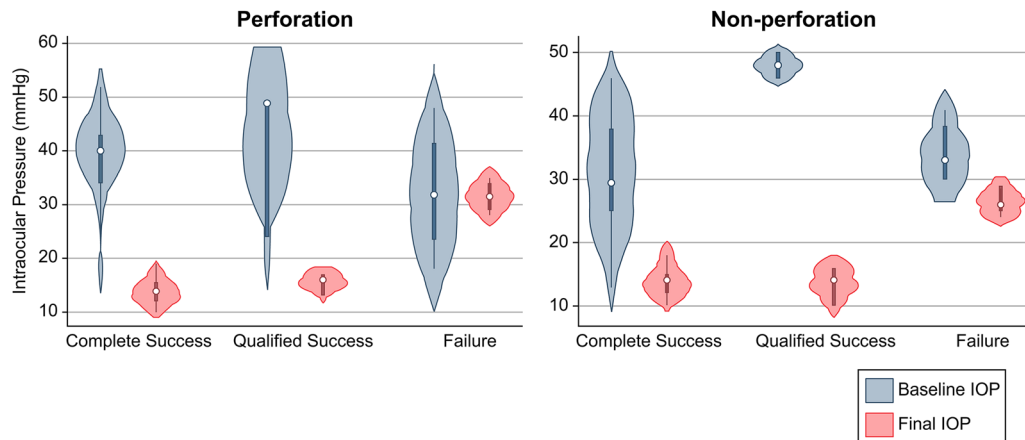 Perforation
Intraocular Pressure (mmHg)
60
50
40
30
20
10
Complete Success
Qualified Success
Failure
Non-perforation
50
40
30
20
10
Complete Success
Qualified Success
Failure
Baseline IOP
Final IOP